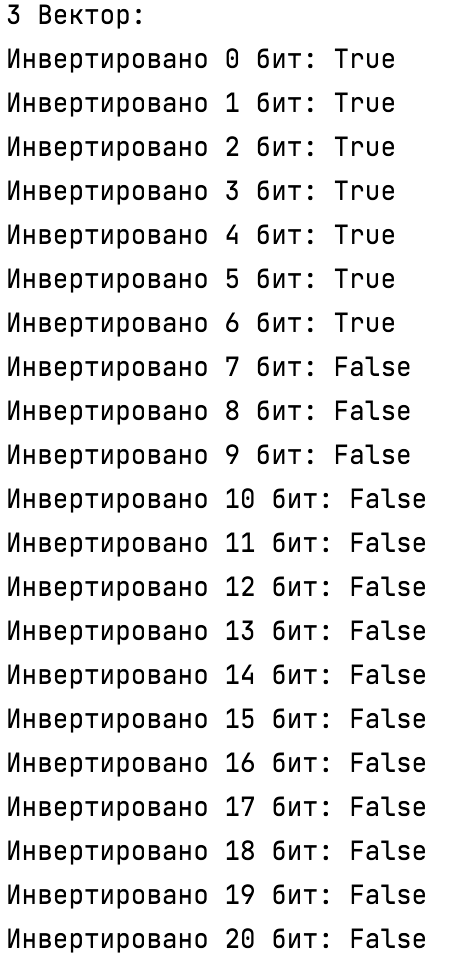 3 Вектор:
Инвертировано 0 бит: True
Инвертировано 1 бит: True
Инвертировано 2 бит: True
Инвертировано 3 бит: True
Инвертировано 4 бит: True
Инвертировано 5 бит: True
Инвертировано 6 бит: True
Инвертировано 7 бит: False
Инвертировано 8 бит: False
Инвертировано 9 бит: False
Инвертировано 10 бит: False
Инвертировано 11 бит: False
Инвертировано 12 бит: False
Инвертировано 13 бит: False
Инвертировано 14 бит: False
Инвертировано 15 бит: False
Инвертировано 16 бит: False
Инвертировано 17 бит: False
Инвертировано 18 бит: False
Инвертировано 19 бит: False
Инвертировано 20 бит: False